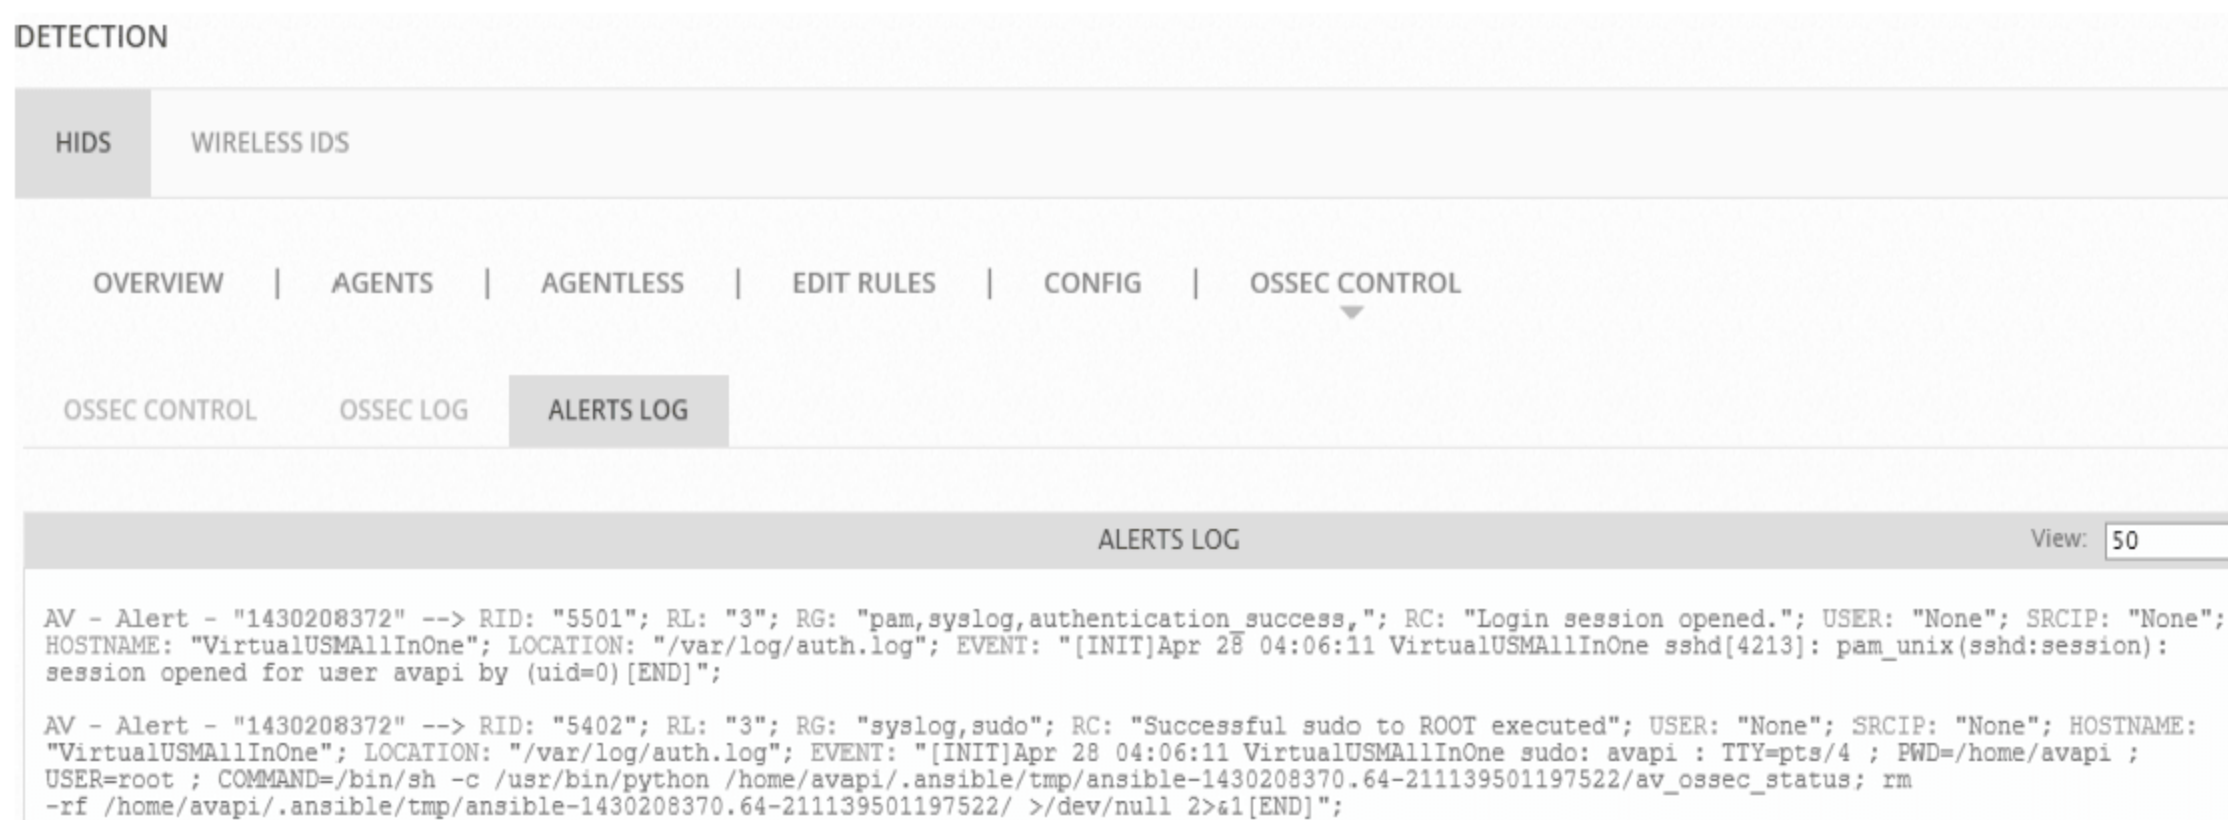 DETECTION
HIDS WIRELESS IDS
OVERVIEW | AGENTS | AGENTLESS | EDIT RULES | CONFIG | OSSEC CONTROL
OSSEC CONTROL OSSEC LOG ALERTS LOG
ALERTS LOG View: 50
AV - Alert - "1430208372" --> RID: "5501"; RL: "3"; RG: "pam,syslog,authentication_success,"; RC: "Login session opened."; USER: "None"; SRCIP: "None";
HOSTNAME: "VirtualUSMAllInOne"; LOCATION: "/var/log/auth.log"; EVENT: "[INIT]Apr 28 04:06:11 VirtualUSMAllInOne sshd[4213]: pam_unix(sshd:session):
session opened for user avapi by (uid=0)[END]";
AV - Alert - "1430208372" --> RID: "5402"; RL: "3"; RG: "syslog,sudo"; RC: "Successful sudo to ROOT executed"; USER: "None"; SRCIP: "None"; HOSTNAME:
"VirtualUSMAllInOne"; LOCATION: "/var/log/auth.log"; EVENT: "[INIT]Apr 28 04:06:11 VirtualUSMAllInOne sudo: avapi : TTY=pts/4 ; PWD=/home/avapi ;
USER=root ; COMMAND=/bin/sh -c /usr/bin/python /home/avapi/.ansible/tmp/ansible-1430208370.64-211139501197522/av_ossec_status; rm
-rf /home/avapi/.ansible/tmp/ansible-1430208370.64-211139501197522/ >/dev/null 2>&1[END]";